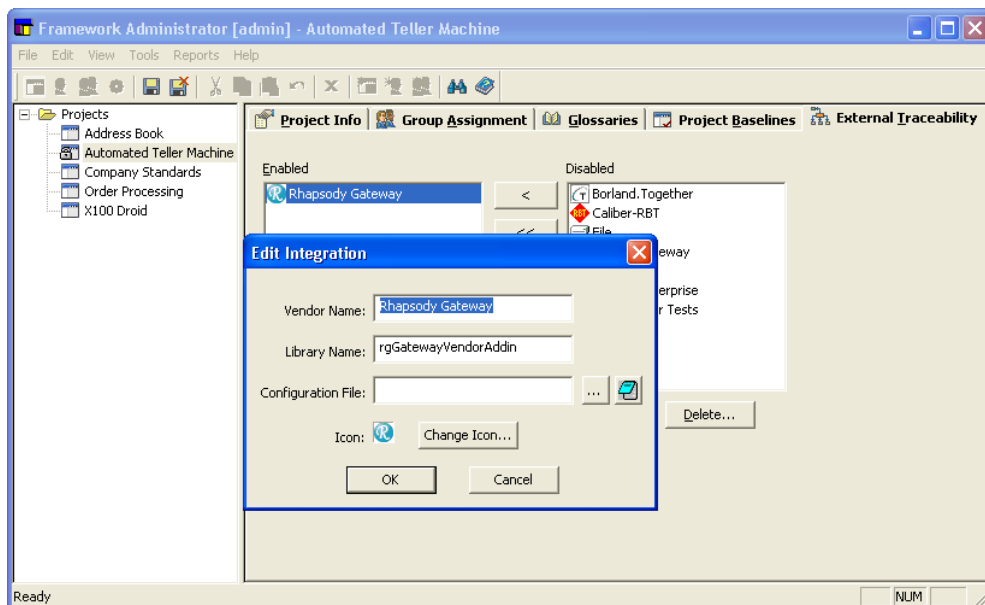 Framework Administrator [admin] - Automated Teller Machine
File Edit View Tools Reports Help
Projects
Address Book
Automated Teller Machine
Company Standards
Order Processing
X100 Droid
Project Info Group Assignment Glossaries Project Baselines External Traceability
Enabled
Disabled
Rhapsody Gateway
<
<<
Borland.Together
RBT Caliber-RBT
File
eway
erprise
r Tests
Delete...
Edit Integration
Vendor Name: Rhapsody Gateway
Library Name: rgGatewayVendorAddin
Configuration File: ...
Icon: R Change Icon...
OK Cancel
Ready NUM